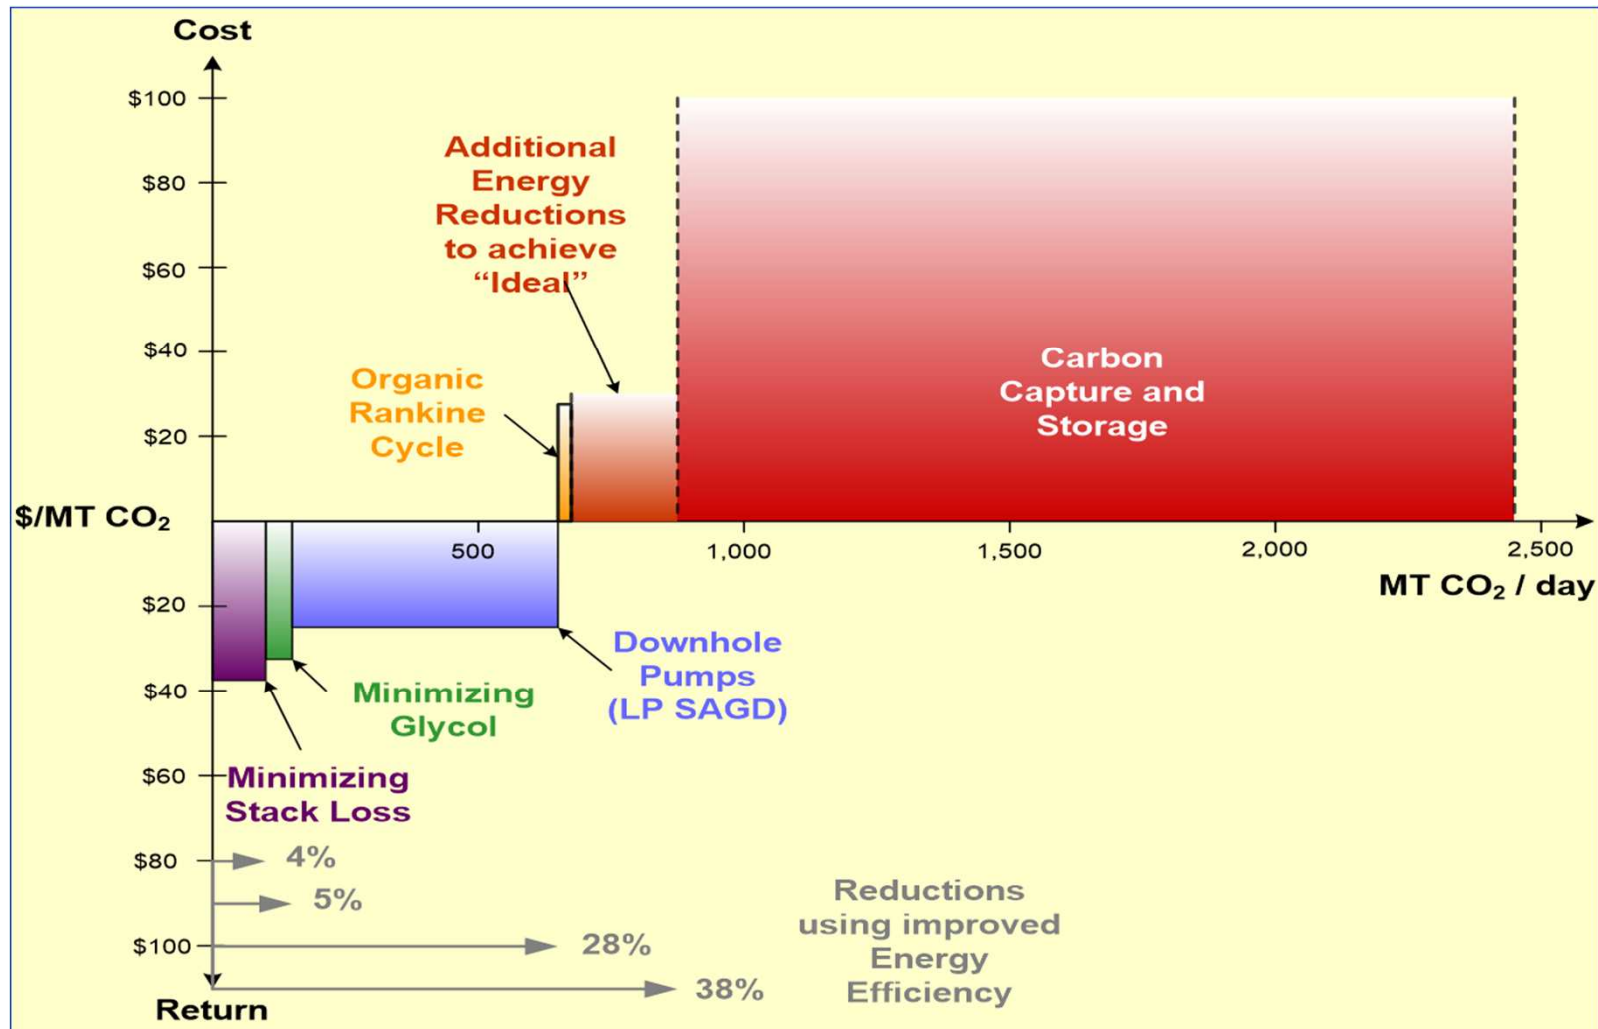 Cost
$100
$80
$60
$40
$20
Additional
Energy
Reductions
to achieve
“Ideal”
Organic
Rankine
Cycle
Carbon
Capture and
Storage
$/MT CO₂
500
1,000
1,500
2,000
2,500
MT CO₂ / day
$20
$40
$60
$80
$100
Downhole
Pumps
(LP SAGD)
Minimizing
Glycol
Minimizing
Stack Loss
4%
5%
28%
38%
Reductions
using improved
Energy
Efficiency
Return